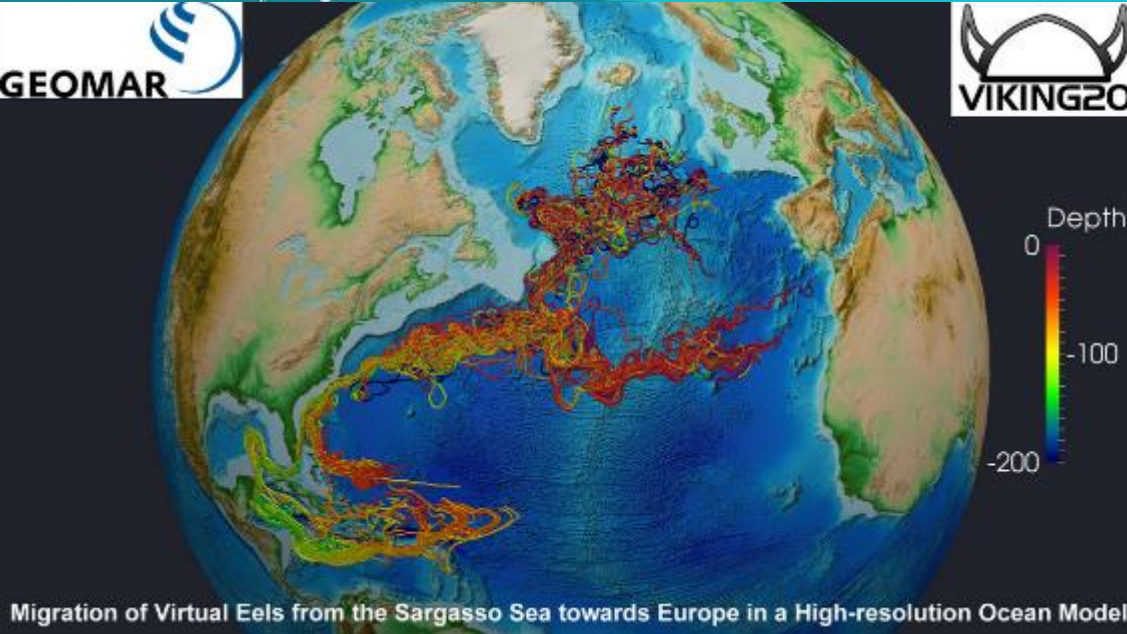 GEOMAR
VIKING20
Depth
0
-100
-200
Migration of Virtual Eels from the Sargasso Sea towards Europe in a High-resolution Ocean Model